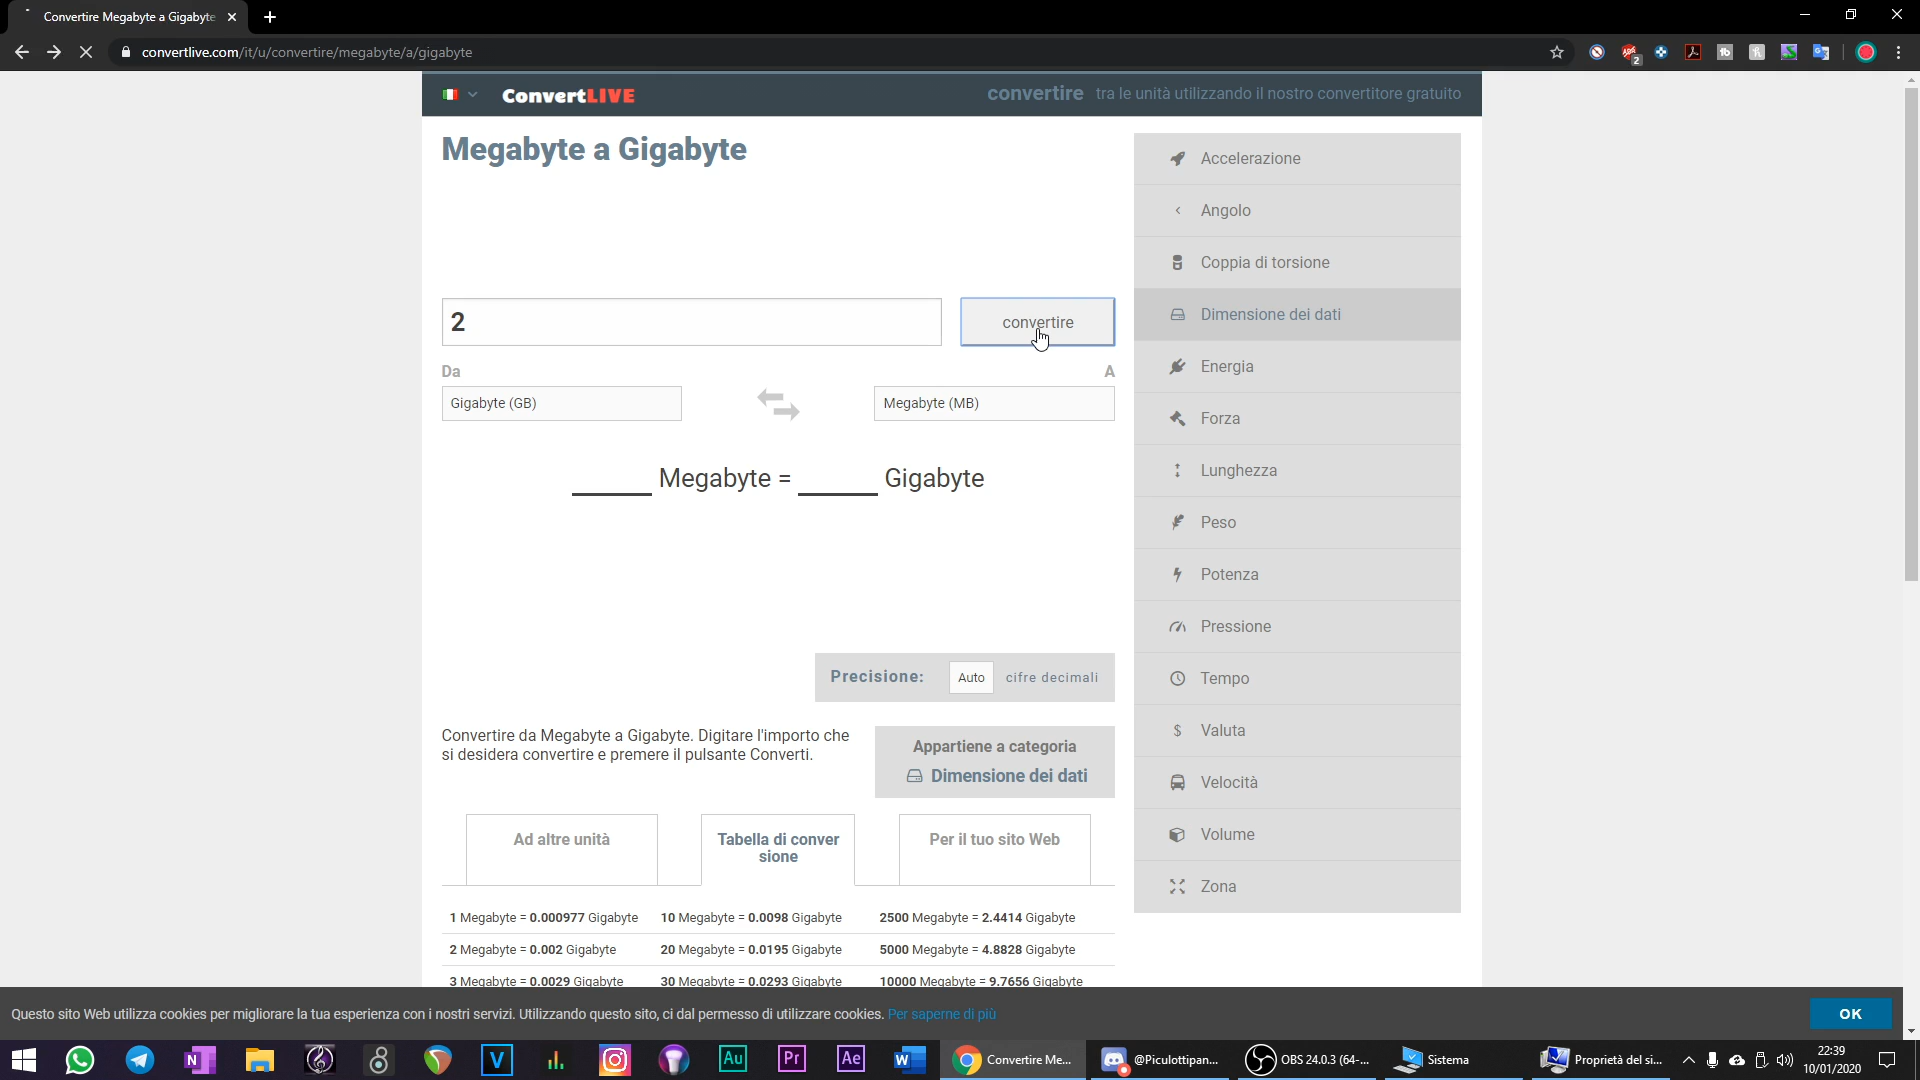 Convertire Megabyte a Gigabyte
convertlive.com/it/u/convertire/megabyte/a/gigabyte
ConvertLIVE
convertire tra le unità utilizzando il nostro convertitore gratuito
Megabyte a Gigabyte
2
convertire
Da
A
Gigabyte (GB)
Megabyte (MB)
Megabyte = Gigabyte
Precisione: Auto cifre decimali
Convertire da Megabyte a Gigabyte. Digitare l'importo che
si desidera convertire e premere il pulsante Converti.
Appartiene a categoria
Dimensione dei dati
Ad altre unità
Tabella di conver
sione
Per il tuo sito Web
1 Megabyte = 0.000977 Gigabyte 10 Megabyte = 0.0098 Gigabyte 2500 Megabyte = 2.4414 Gigabyte
2 Megabyte = 0.002 Gigabyte 20 Megabyte = 0.0195 Gigabyte 5000 Megabyte = 4.8828 Gigabyte
3 Megabyte = 0.0029 Gigabyte 30 Megabyte = 0.0293 Gigabyte 10000 Megabyte = 9.7656 Gigabyte
Accelerazione
Angolo
Coppia di torsione
Dimensione dei dati
Energia
Forza
Lunghezza
Peso
Potenza
Pressione
Tempo
Valuta
Velocità
Volume
Zona
Questo sito Web utilizza cookies per migliorare la tua esperienza con i nostri servizi. Utilizzando questo sito, ci dal permesso di utilizzare cookies. Per saperne di più
OK
Convertire Me...
@Piculottipan...
OBS 24.0.3 (64-...
Sistema
Proprietà del si...
22:39
10/01/2020